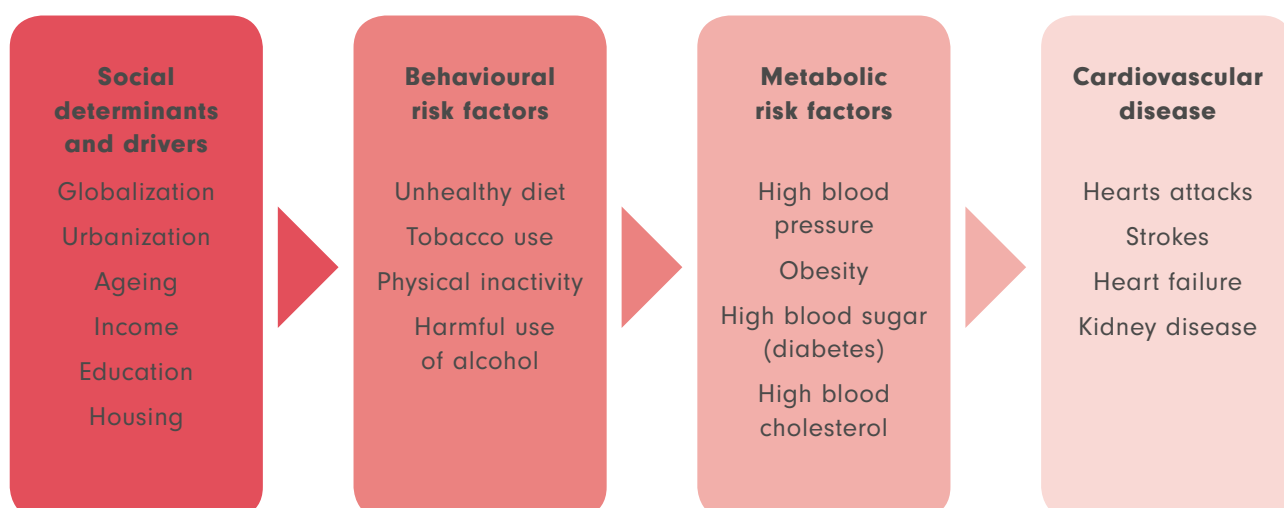 Social
determinants
and drivers
Globalization
Urbanization
Ageing
Income
Education
Housing
Behavioural
risk factors
Unhealthy diet
Tobacco use
Physical inactivity
Harmful use
of alcohol
Metabolic
risk factors
High blood
pressure
Obesity
High blood sugar
(diabetes)
High blood
cholesterol
Cardiovascular
disease
Hearts attacks
Strokes
Heart failure
Kidney disease